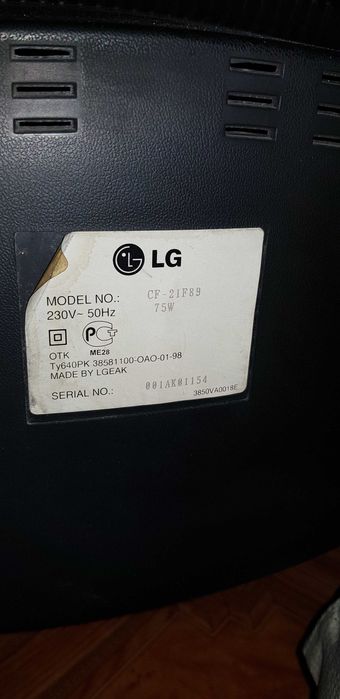 LG
MODEL NO.: CF-21F89
230V~ 50Hz 75W
PC
ME28
OTK
Ty640PK 38581100-OAO-01-98
MADE BY LGEAK
SERIAL NO.: 001AK01154
3850VA0018E